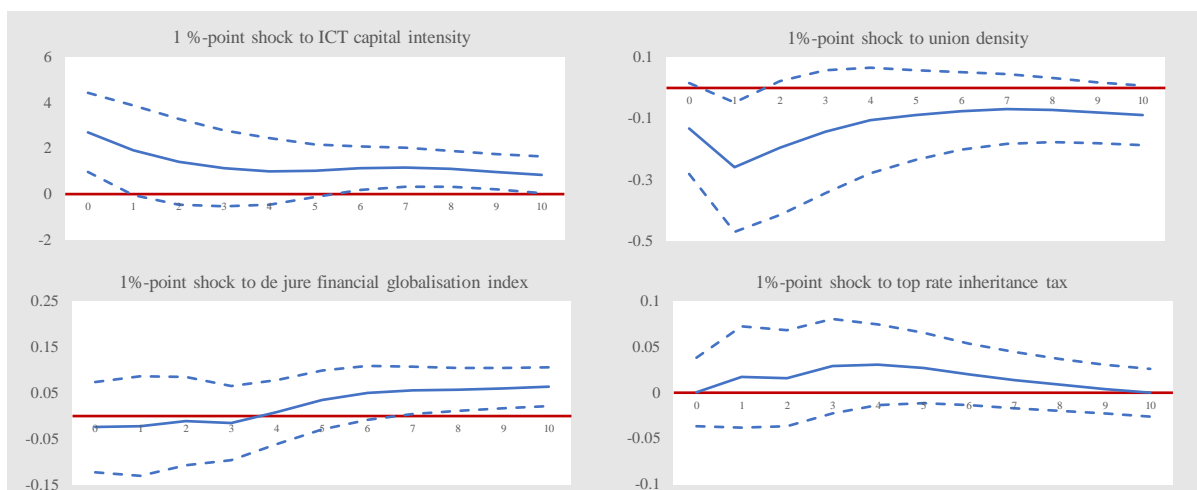 1 %-point shock to ICT capital intensity
6
4
2
0
-2
0 1 2 3 4 5 6 7 8 9 10
1%-point shock to union density
0.1
-0.1
-0.3
-0.5
0 1 2 3 4 5 6 7 8 9 10
1%-point shock to de jure financial globalisation index
0.25
0.15
0.05
-0.05
-0.15
0 1 2 3 4 5 6 7 8 9 10
1%-point shock to top rate inheritance tax
0.1
0.05
0
-0.05
-0.1
0 1 2 3 4 5 6 7 8 9 10